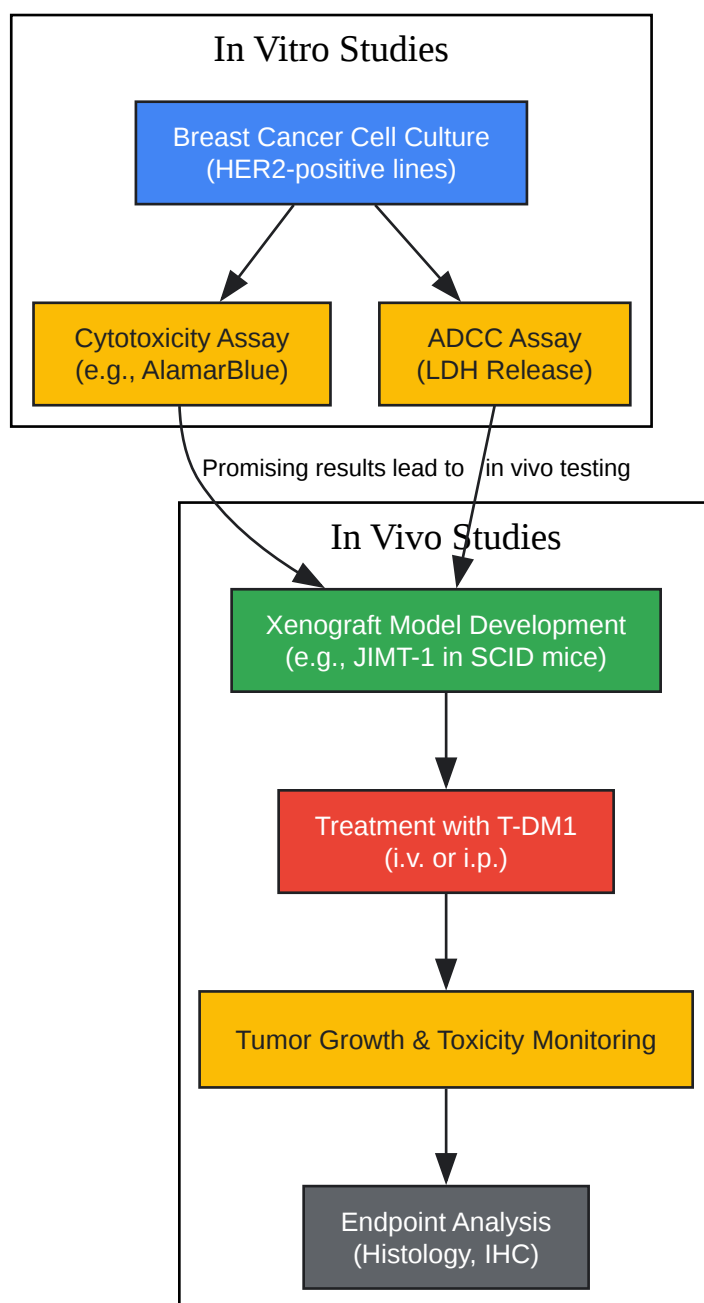 In Vitro Studies
Breast Cancer Cell Culture
(HER2-positive lines)
Cytotoxicity Assay
(e.g., AlamarBlue)
ADCC Assay
(LDH Release)
Promising results lead to
in vivo testing
In Vivo Studies
Xenograft Model Development
(e.g., JIMT-1 in SCID mice)
Treatment with T-DM1
(i.v. or i.p.)
Tumor Growth & Toxicity Monitoring
Endpoint Analysis
(Histology, IHC)